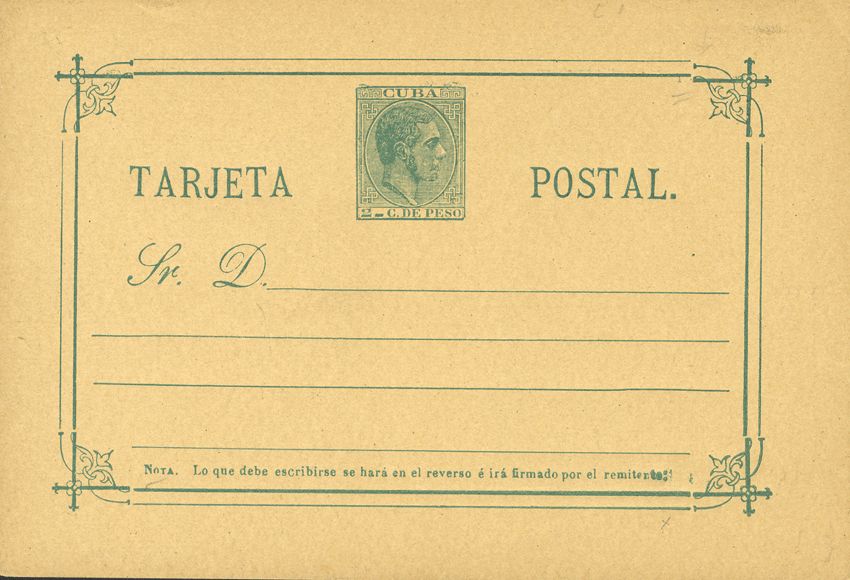 CUBA
TARJETA POSTAL.
2 - C. DE PESO
Sr. D.
NOTA. Lo que debe escribirse se hará en el reverso é irá firmado por el remitente: